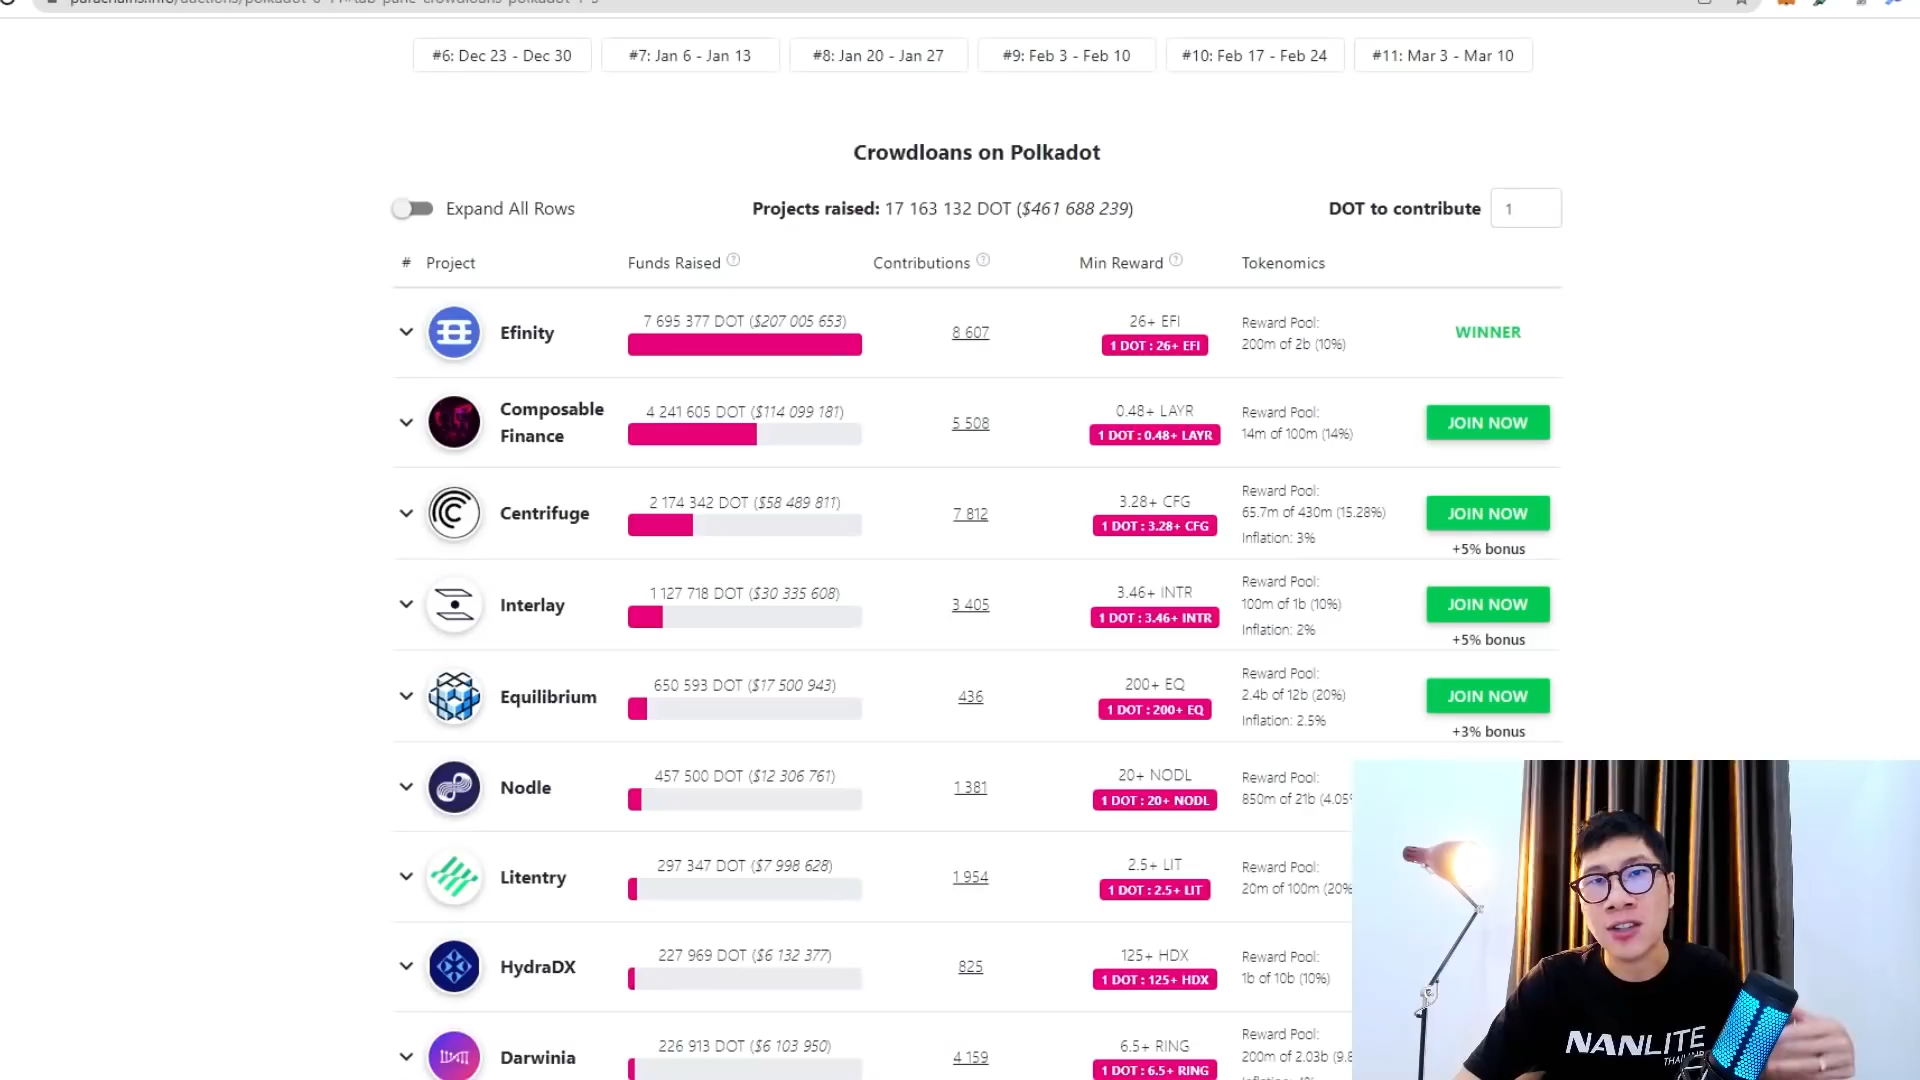 #6: Dec 23 - Dec 30
#7: Jan 6 - Jan 13
#8: Jan 20 - Jan 27
#9: Feb 3 - Feb 10
#10: Feb 17 - Feb 24
#11: Mar 3 - Mar 10
Crowdloans on Polkadot
Expand All Rows
Projects raised: 17 163 132 DOT ($461 688 239)
DOT to contribute
1
# Project Funds Raised ? Contributions ? Min Reward ? Tokenomics
Efinity
7 695 377 DOT ($207 005 653)
8 607
26+ EFI
1 DOT : 26+ EFI
Reward Pool:
200m of 2b (10%)
WINNER
Composable
Finance
4 241 605 DOT ($114 099 181)
5 508
0.48+ LAYR
1 DOT : 0.48+ LAYR
Reward Pool:
14m of 100m (14%)
JOIN NOW
Centrifuge
2 174 342 DOT ($58 489 811)
7 812
3.28+ CFG
1 DOT : 3.28+ CFG
Reward Pool:
65.7m of 430m (15.28%)
Inflation: 3%
JOIN NOW
+5% bonus
Interlay
1 127 718 DOT ($30 335 608)
3 405
3.46+ INTR
1 DOT : 3.46+ INTR
Reward Pool:
100m of 1b (10%)
Inflation: 2%
JOIN NOW
+5% bonus
Equilibrium
650 593 DOT ($17 500 943)
436
200+ EQ
1 DOT : 200+ EQ
Reward Pool:
2.4b of 12b (20%)
Inflation: 2.5%
JOIN NOW
+3% bonus
Nodle
457 500 DOT ($12 306 761)
1 381
20+ NODL
1 DOT : 20+ NODL
Reward Pool:
850m of 21b (4.05
Litentry
297 347 DOT ($7 998 628)
1 954
2.5+ LIT
1 DOT : 2.5+ LIT
Reward Pool:
20m of 100m (20%
HydraDX
227 969 DOT ($6 132 377)
825
125+ HDX
1 DOT : 125+ HDX
Reward Pool:
1b of 10b (10%)
Darwinia
226 913 DOT ($6 103 950)
4 159
6.5+ RING
1 DOT : 6.5+ RING
Reward Pool:
200m of 2.03b (9.8
NANLITE